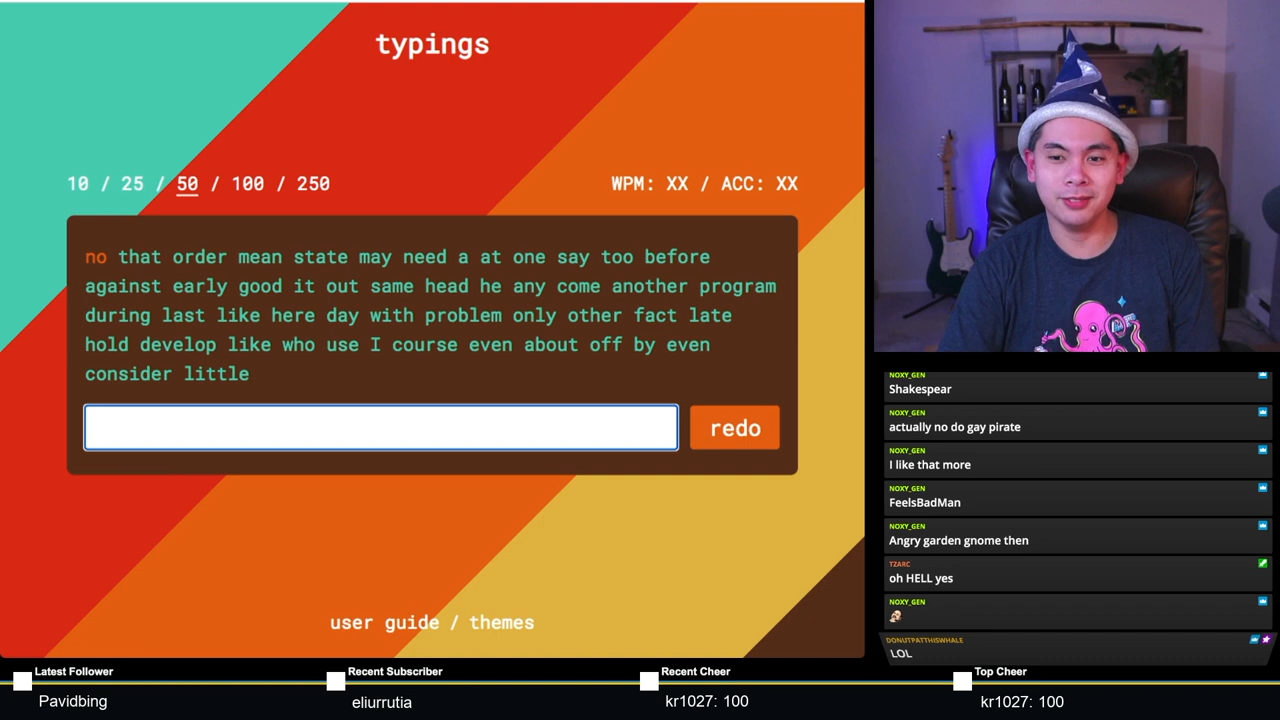 typings
10 / 25 / 50 / 100 / 250
WPM: XX / ACC: XX
no that order mean state may need a at one say too before
against early good it out same head he any come another program
during last like here day with problem only other fact late
hold develop like who use I course even about off by even
consider little
redo
user guide / themes
NOXY_GEN
Shakespear
NOXY_GEN
actually no do gay pirate
NOXY_GEN
I like that more
NOXY_GEN
FeelsBadMan
NOXY_GEN
Angry garden gnome then
TZARC
oh HELL yes
NOXY_GEN
DONUTPATTHISWHALE
LOL
Latest Follower
Pavidbing
Recent Subscriber
eliurrutia
Recent Cheer
kr1027: 100
Top Cheer
kr1027: 100